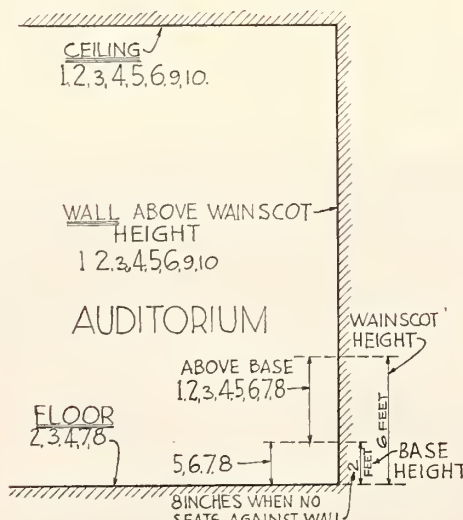 CEILING
1,2,3,4,5,6,9,10.
WALL ABOVE WAINSCOT
HEIGHT
1 2,3,4,5,6,9,10
AUDITORIUM
WAINSCOT
HEIGHT
ABOVE BASE
1,2,3,4,5,6,7,8
6 FEET
FLOOR
2,3,4,7,8
5,6,7,8
2 FEET
BASE
HEIGHT
8 INCHES WHEN NO
SEATS AGAINST WALL